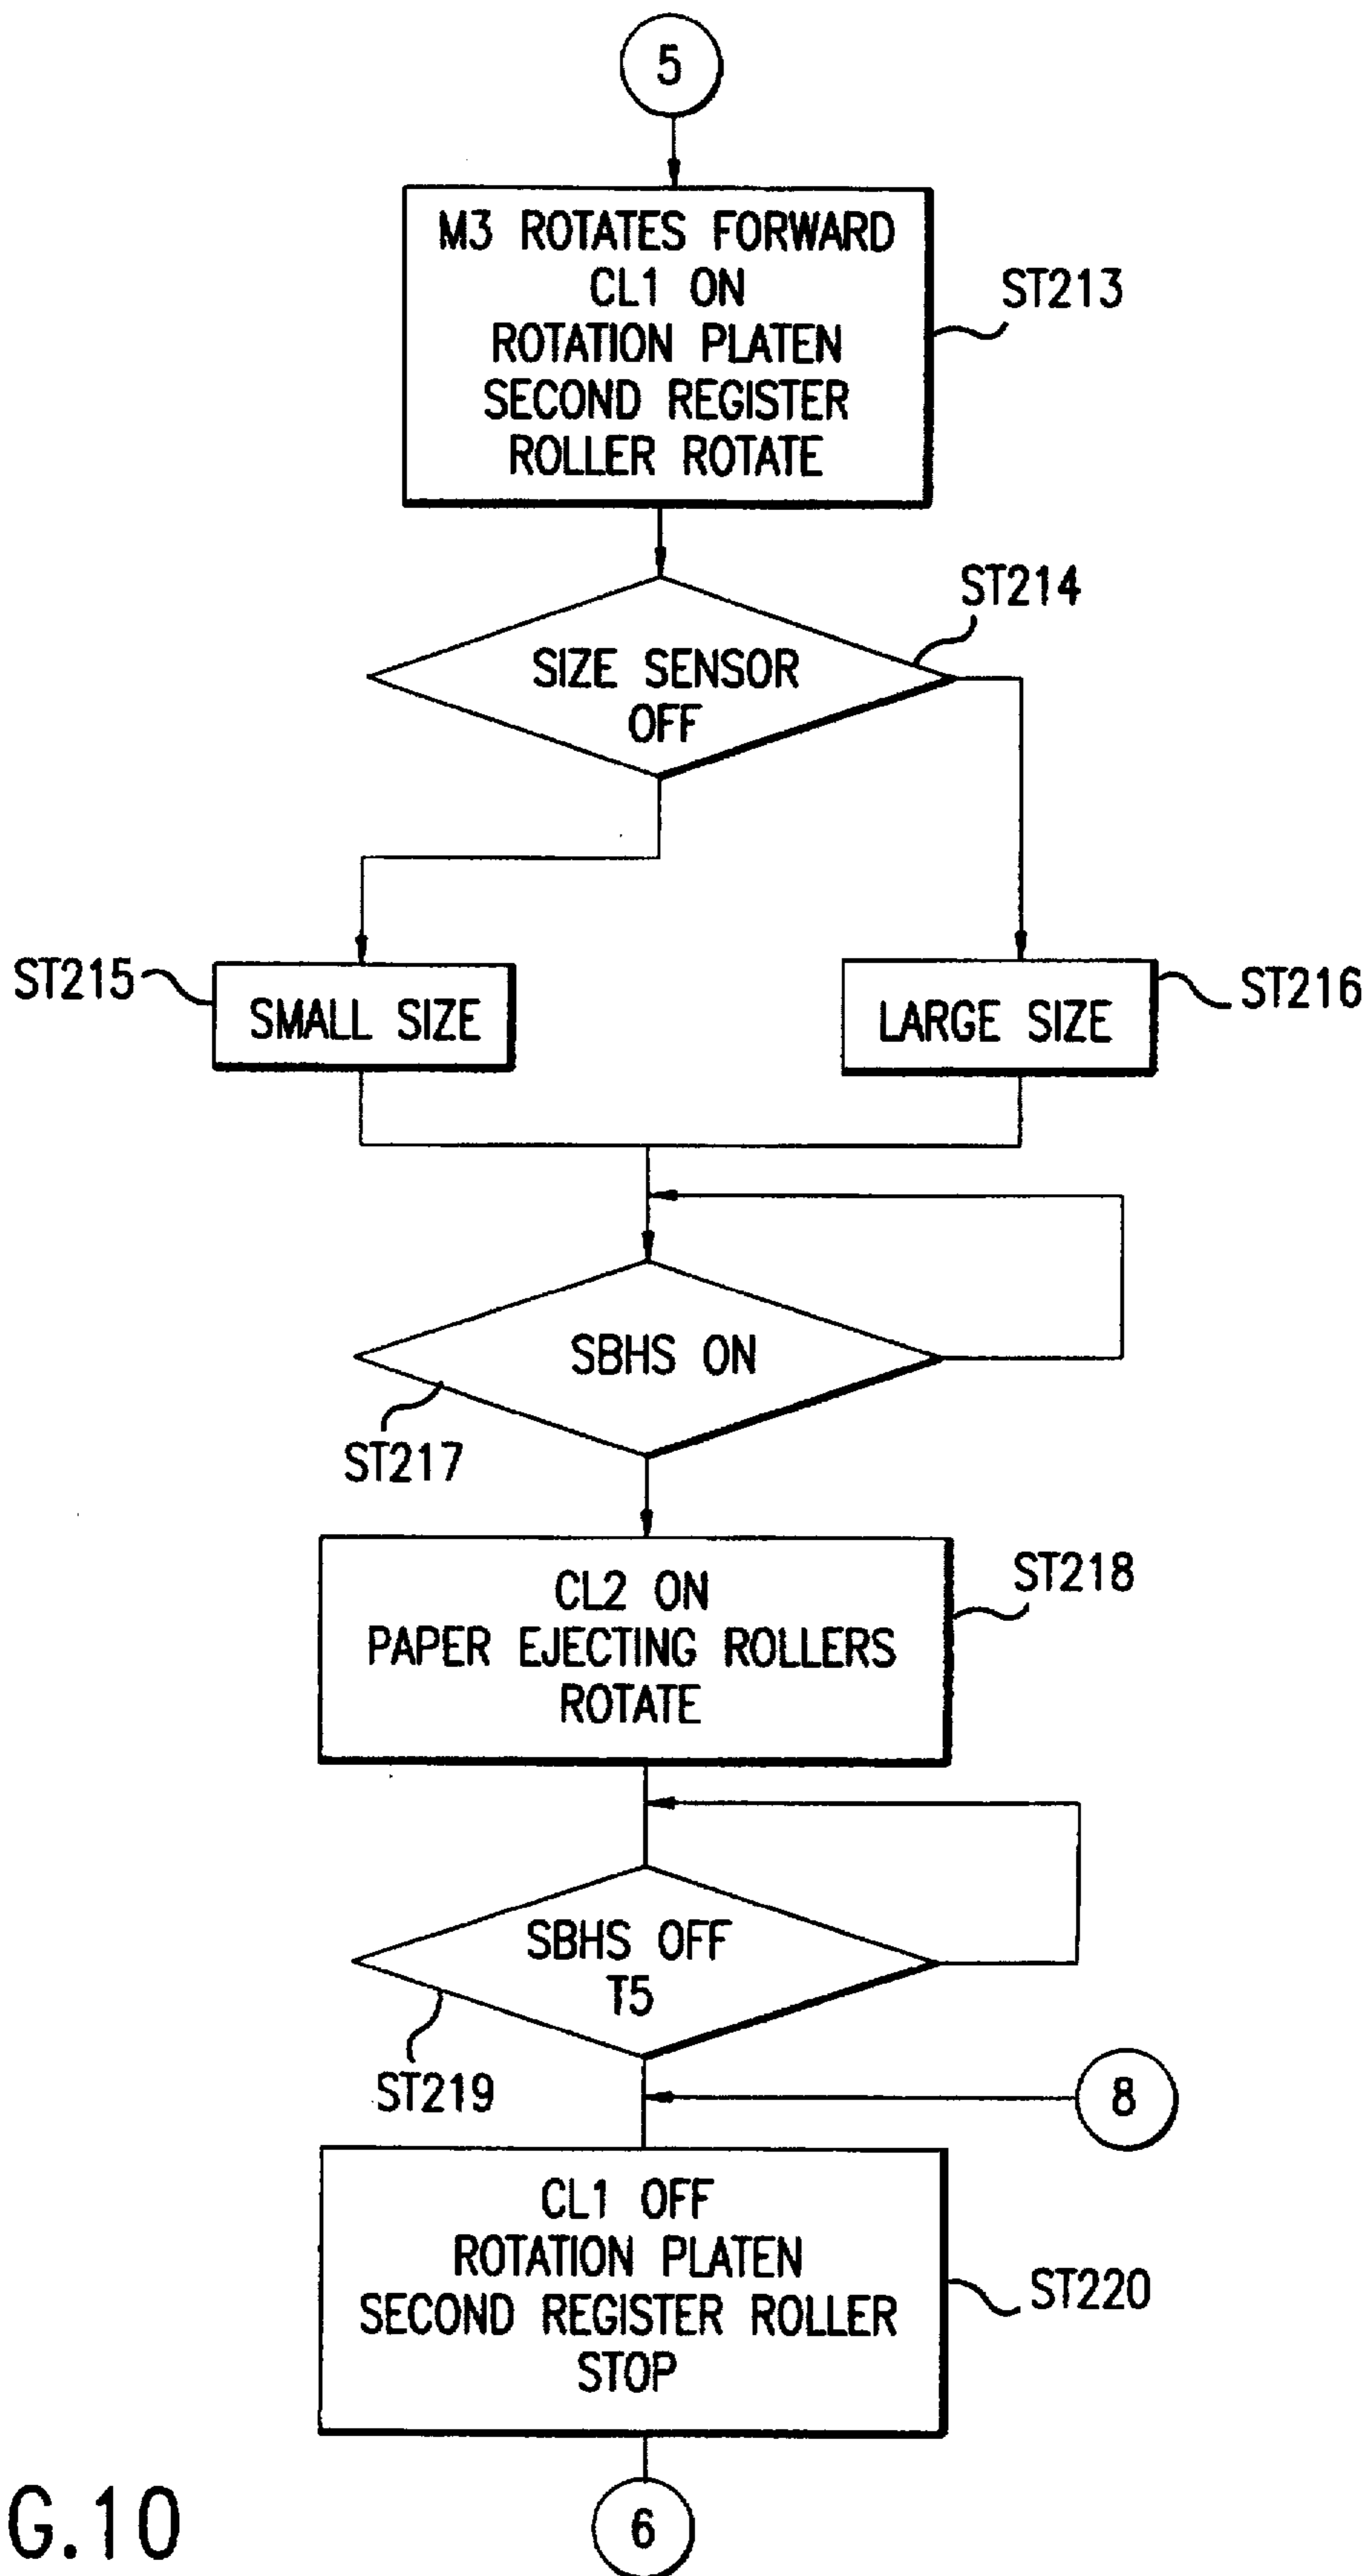 5
M3 ROTATES FORWARD
CL1 ON
ROTATION PLATEN
SECOND REGISTER
ROLLER ROTATE
ST213
ST214
SIZE SENSOR
OFF
ST215
SMALL SIZE
LARGE SIZE
ST216
SBHS ON
ST217
CL2 ON
PAPER EJECTING ROLLERS
ROTATE
ST218
SBHS OFF
T5
ST219
8
CL1 OFF
ROTATION PLATEN
SECOND REGISTER ROLLER
STOP
ST220
6
G.10